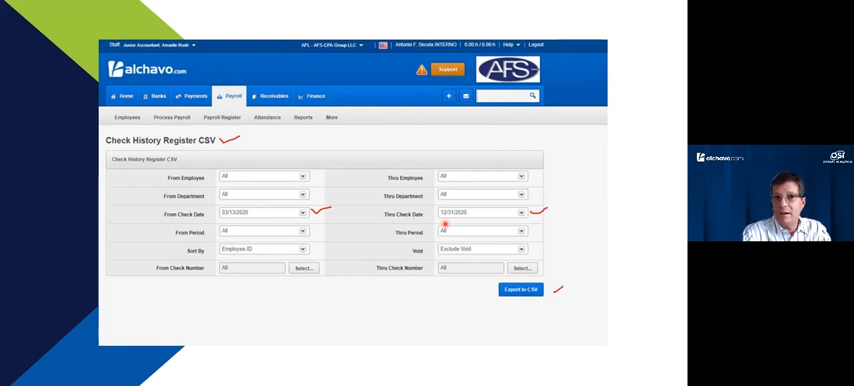 Staff: Junior Accountant: Amarile Rosir
AFL - AFS-CPA Group LLC
Antonio F. Sicola INTERNO
0.00 h / 0.00 h
Help
Logout
alchavo.com
Support
AFS
Home
Banks
Payments
Payroll
Receivables
Finance
Employees
Process Payroll
Payroll Register
Attendance
Reports
More
Check History Register CSV
Check History Register CSV
From Employee All Thru Employee All
From Department All Thru Department All
From Check Date 03/13/2020 Thru Check Date 12/31/2020
From Period All Thru Period All
Sort By Employee ID Void Exclude Void
From Check Number All Select... Thru Check Number All Select...
Export to CSV
alchavo.com